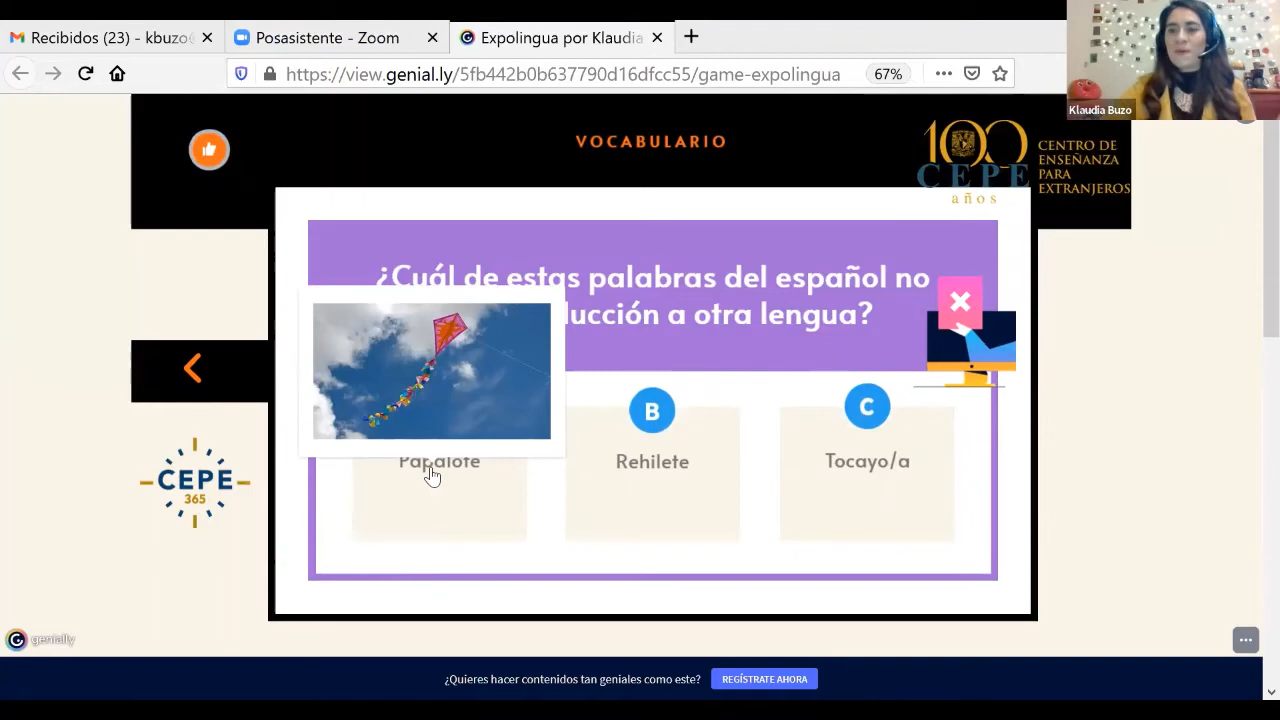 Recibidos (23) - kbuzo
Posasistente - Zoom
Expolingua por Klaudia
https://view.genial.ly/5fb442b0b637790d16dfcc55/game-expolingua
67%
Klaudia Buzo
VOCABULARIO
100
CEPE
años
CENTRO DE
ENSEÑANZA
PARA
EXTRANJEROS
¿Cuál de estas palabras del español no
ducción a otra lengua?
B
C
Papalote
Rehilete
Tocayo/a
CEPE
365
genially
¿Quieres hacer contenidos tan geniales como este?
REGÍSTRATE AHORA